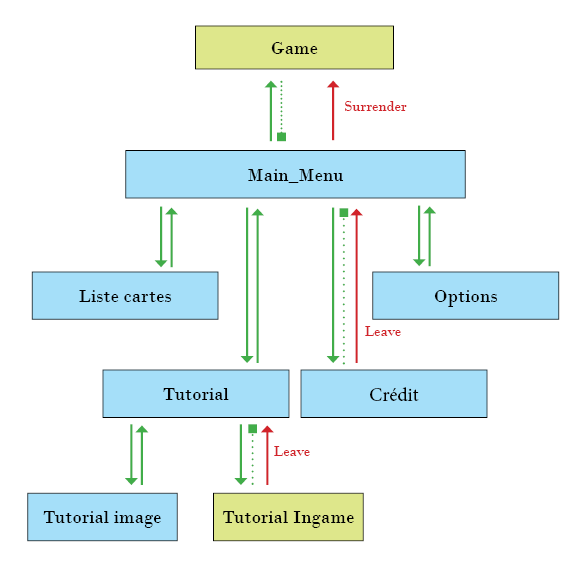 Game
Surrender
Main_Menu
Liste cartes
Options
Leave
Tutorial
Crédit
Leave
Tutorial image
Tutorial Ingame